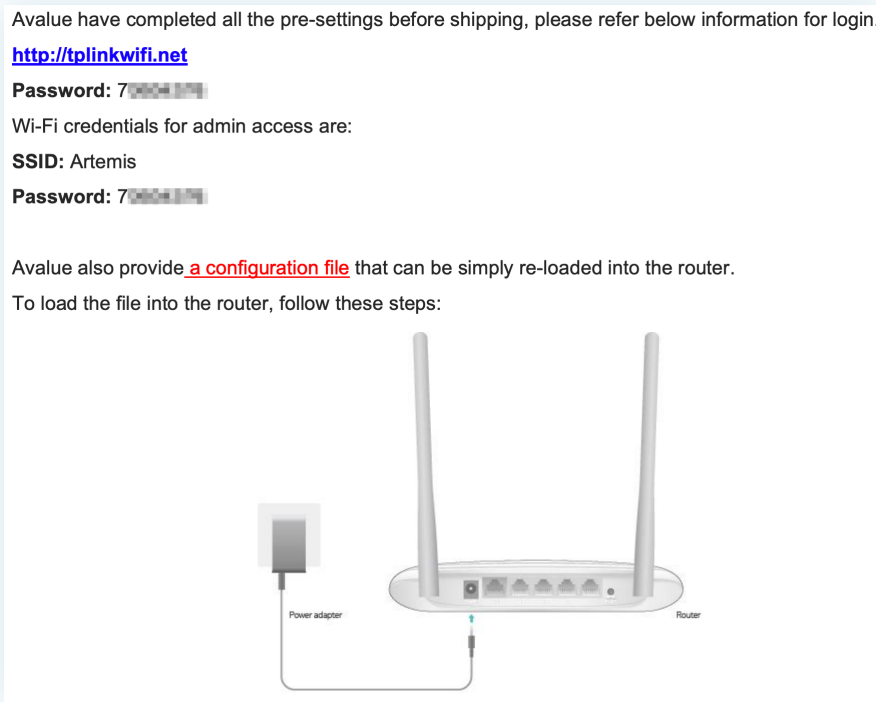 Avalue have completed all the pre-settings before shipping, please refer below information for login.
http://tplinkwifi.net
Password: 7
Wi-Fi credentials for admin access are:
SSID: Artemis
Password: 7
Avalue also provide a configuration file that can be simply re-loaded into the router.
To load the file into the router, follow these steps:
Power adapter
Router